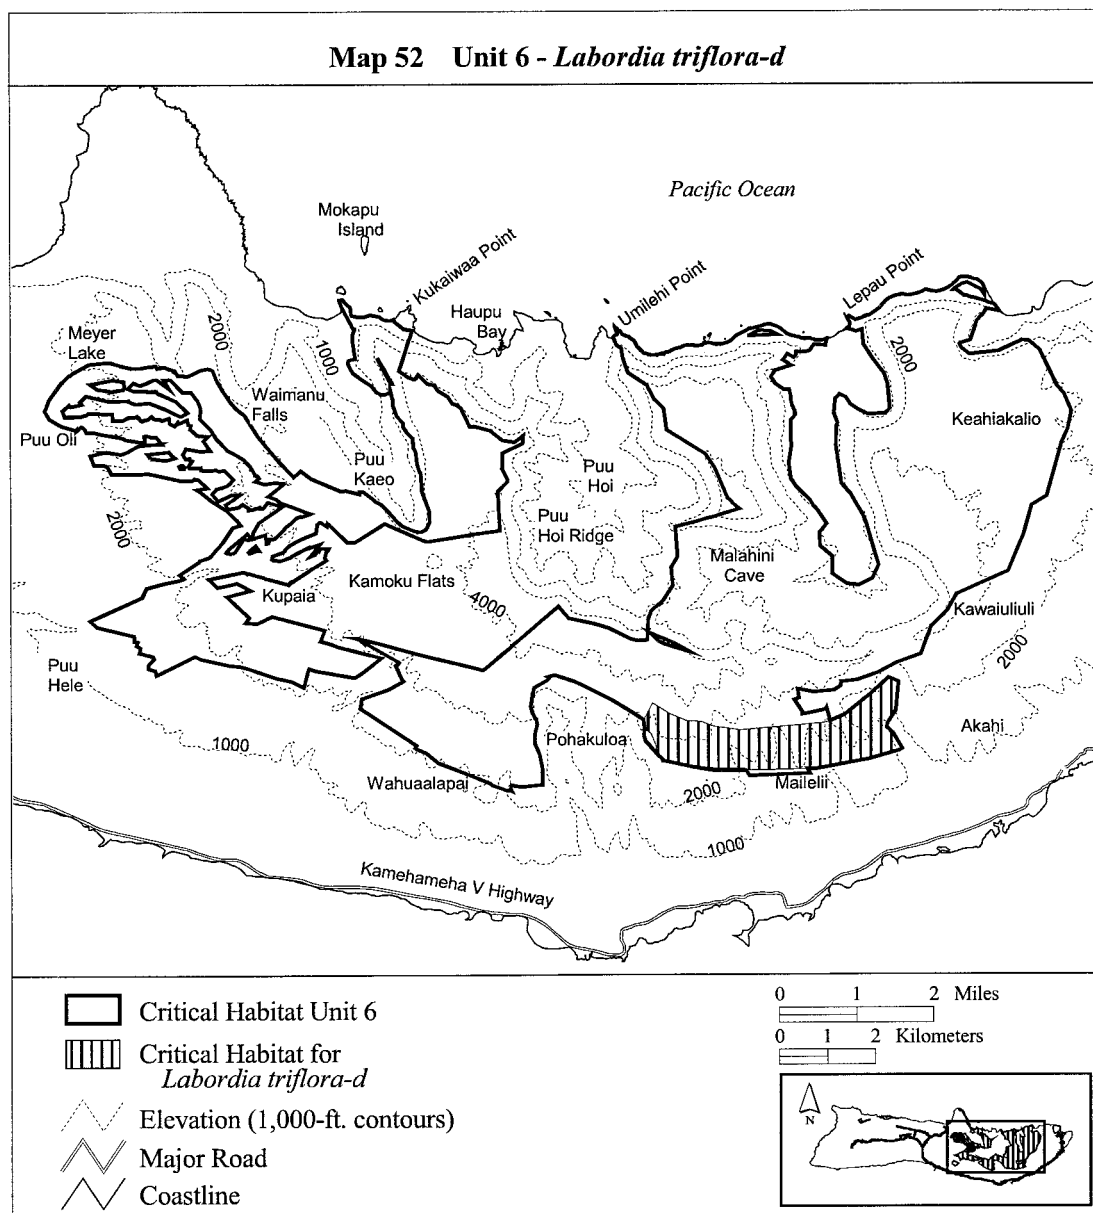 Map 52 Unit 6 - Labordia triflora-d
Pacific Ocean
Mokapu
Island
Kukaiwaa Point
Haupu
Bay
Umilehi Point
Lepau Point
Meyer
Lake
2000
1000
2000
Waimanu
Falls
Keahiakalio
Puu Oli
Puu
Kaeo
Puu
Hoi
Puu
Hoi Ridge
2000
Malahini
Cave
Kamoku Flats
Kupaia
4000
Kawaiuliuli
2000
Puu
Hele
1000
Pohakuloa
Akahi
Wahuaalapai
Mailelii
2000
1000
Kamehameha V Highway
Critical Habitat Unit 6
Critical Habitat for
Labordia triflora-d
Elevation (1,000-ft. contours)
Major Road
Coastline
0 1 2 Miles
0 1 2 Kilometers
N